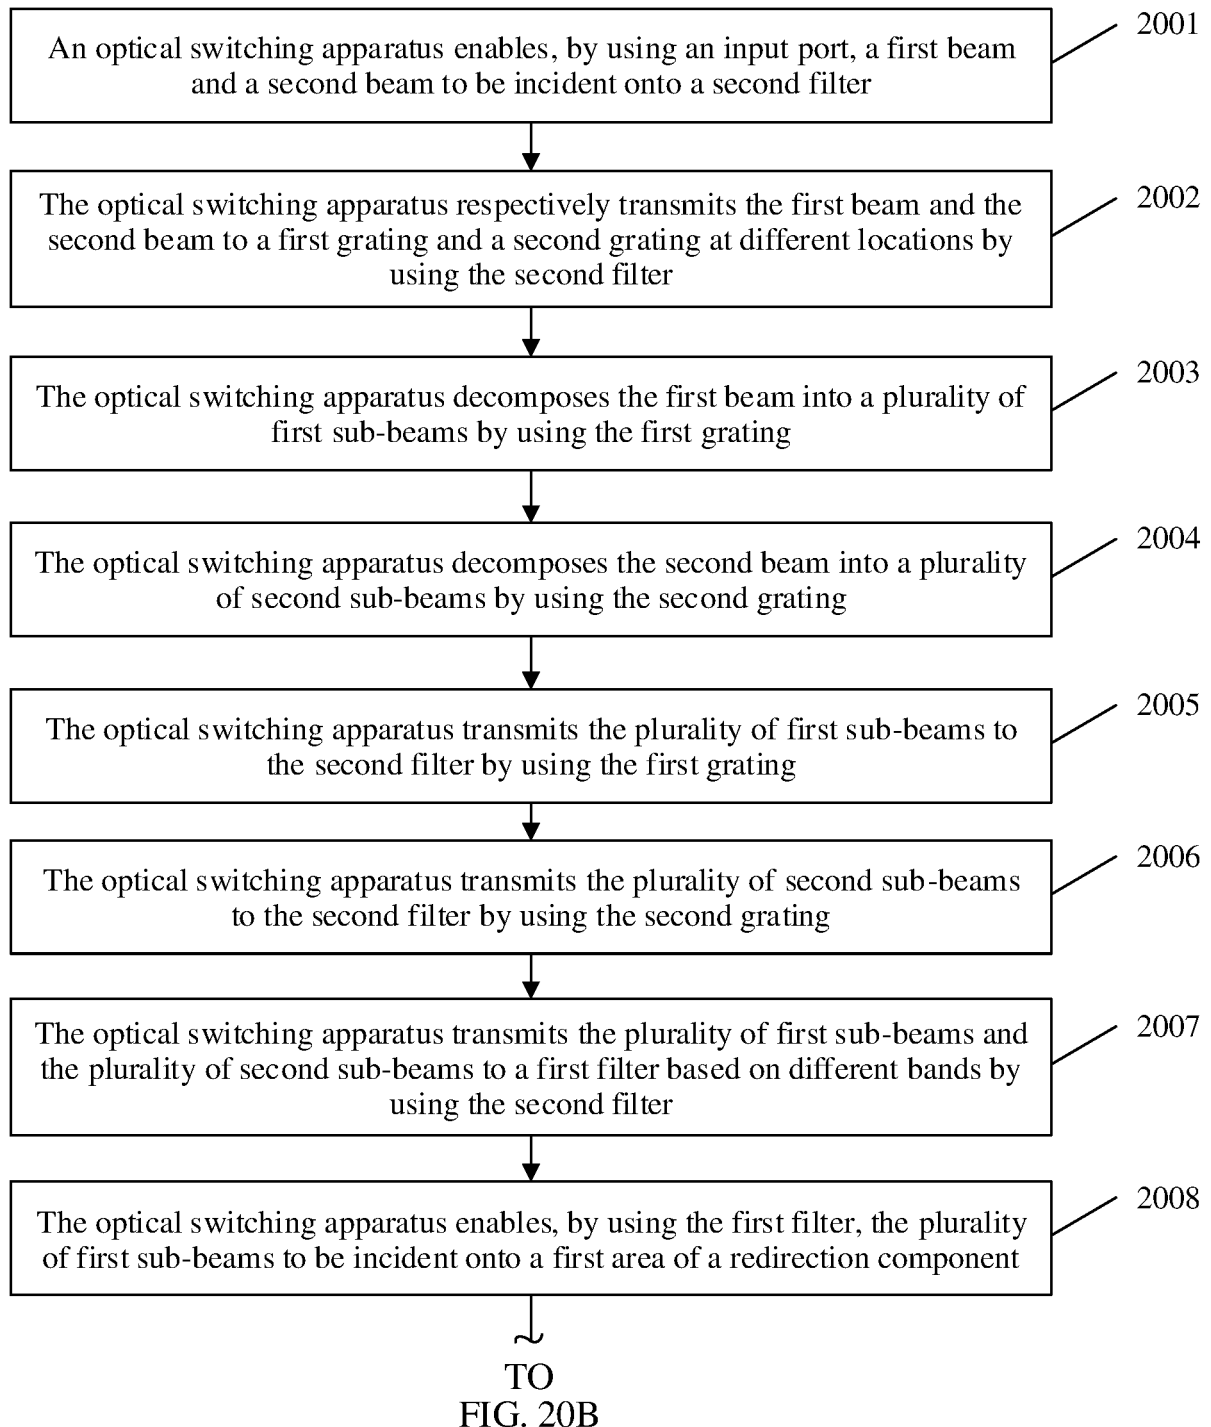 An optical switching apparatus enables, by using an input port, a first beam
and a second beam to be incident onto a second filter
2001
The optical switching apparatus respectively transmits the first beam and the
second beam to a first grating and a second grating at different locations by
using the second filter
2002
The optical switching apparatus decomposes the first beam into a plurality of
first sub-beams by using the first grating
2003
The optical switching apparatus decomposes the second beam into a plurality
of second sub-beams by using the second grating
2004
The optical switching apparatus transmits the plurality of first sub-beams to
the second filter by using the first grating
2005
The optical switching apparatus transmits the plurality of second sub-beams
to the second filter by using the second grating
2006
The optical switching apparatus transmits the plurality of first sub-beams and
the plurality of second sub-beams to a first filter based on different bands by
using the second filter
2007
The optical switching apparatus enables, by using the first filter, the plurality
of first sub-beams to be incident onto a first area of a redirection component
2008
TO
FIG. 20B